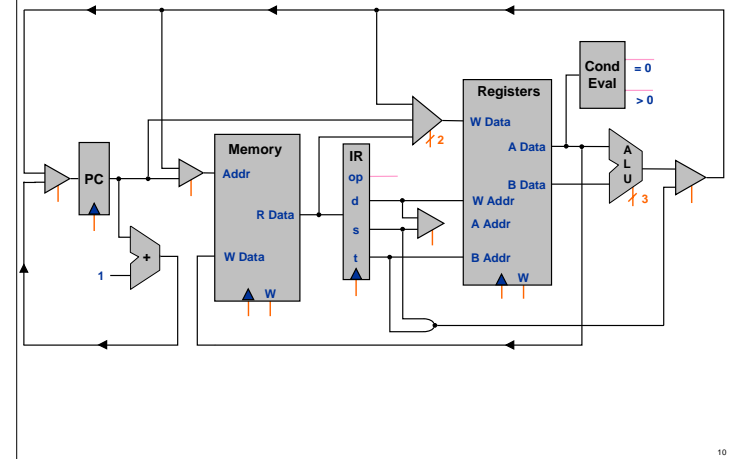 Cond
Eval
= 0
> 0
Registers
W Data
A Data
B Data
W Addr
A Addr
B Addr
W
A
L
U
3
2
Memory
Addr
R Data
W Data
W
IR
op
d
s
t
PC
+
1
10